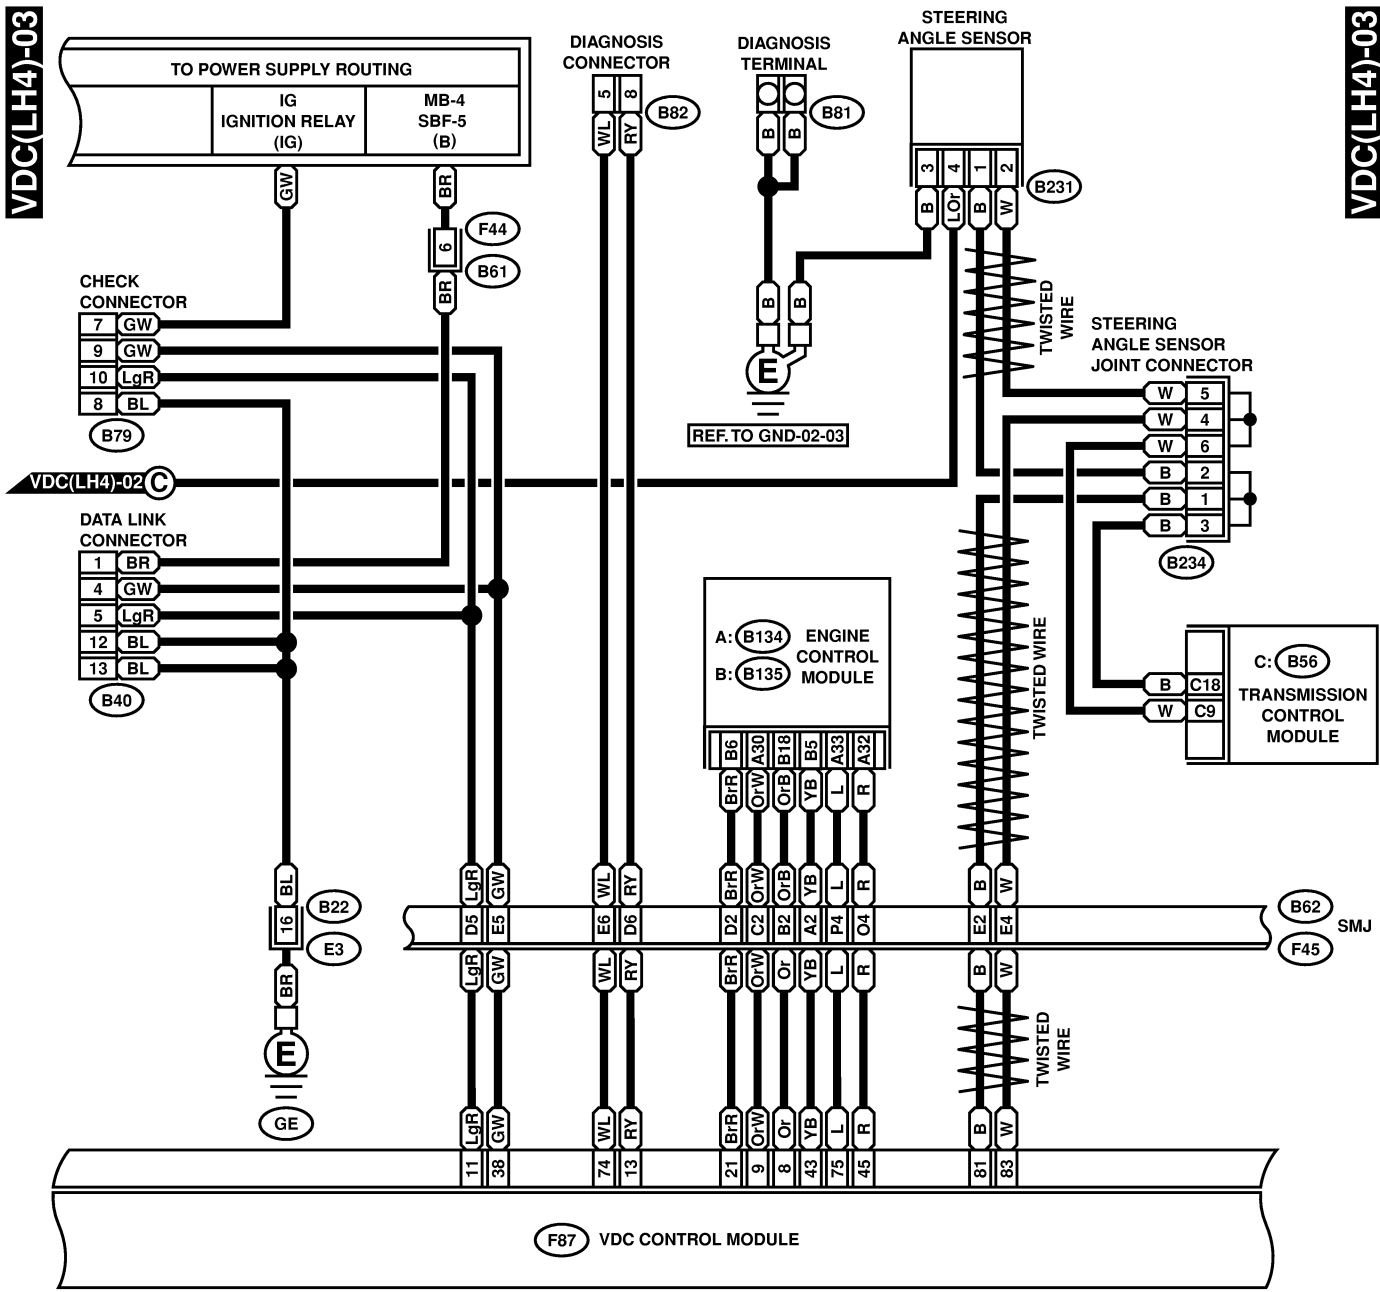 VDC(LH4)-03
VDC(LH4)-03
TO POWER SUPPLY ROUTING
IG
IGNITION RELAY
(IG)
MB-4
SBF-5
(B)
GW
BR
6
F44
B61
BR
DIAGNOSIS
CONNECTOR
5 8
B82
WL RY
DIAGNOSIS
TERMINAL
B81
B B
B B
E
REF. TO GND-02-03
STEERING
ANGLE SENSOR
3 4 1 2
B231
B LOr B W
TWISTED
WIRE
CHECK
CONNECTOR
7 GW
9 GW
10 LgR
8 BL
B79
VDC(LH4)-02 C
STEERING
ANGLE SENSOR
JOINT CONNECTOR
W 5
W 4
W 6
B 2
B 1
B 3
B234
DATA LINK
CONNECTOR
1 BR
4 GW
5 LgR
12 BL
13 BL
B40
A: B134
B: B135
ENGINE
CONTROL
MODULE
B6 A30 B18 B5 A33 A32
BrR OrW OrB YB L R
TWISTED WIRE
C: B56
TRANSMISSION
CONTROL
MODULE
B C18
W C9
BL
16
B22
E3
BR
E
GE
LgR GW WL RY BrR OrW OrB YB L R B W
D5 E5 E6 D6 D2 C2 B2 A2 P4 O4 E2 E4
B62
F45
SMJ
LgR GW WL RY BrR OrW Or YB L R B W
TWISTED
WIRE
LgR GW WL RY BrR OrW Or YB L R B W
11 38 74 13 21 9 8 43 75 45 81 83
F87 VDC CONTROL MODULE